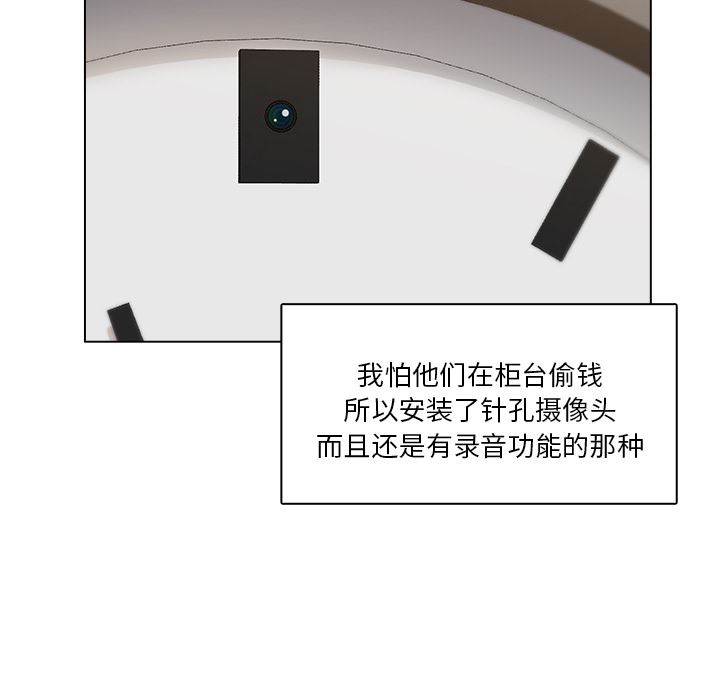 我怕他们在柜台偷钱
所以安装了针孔摄像头
而且还是有录音功能的那种